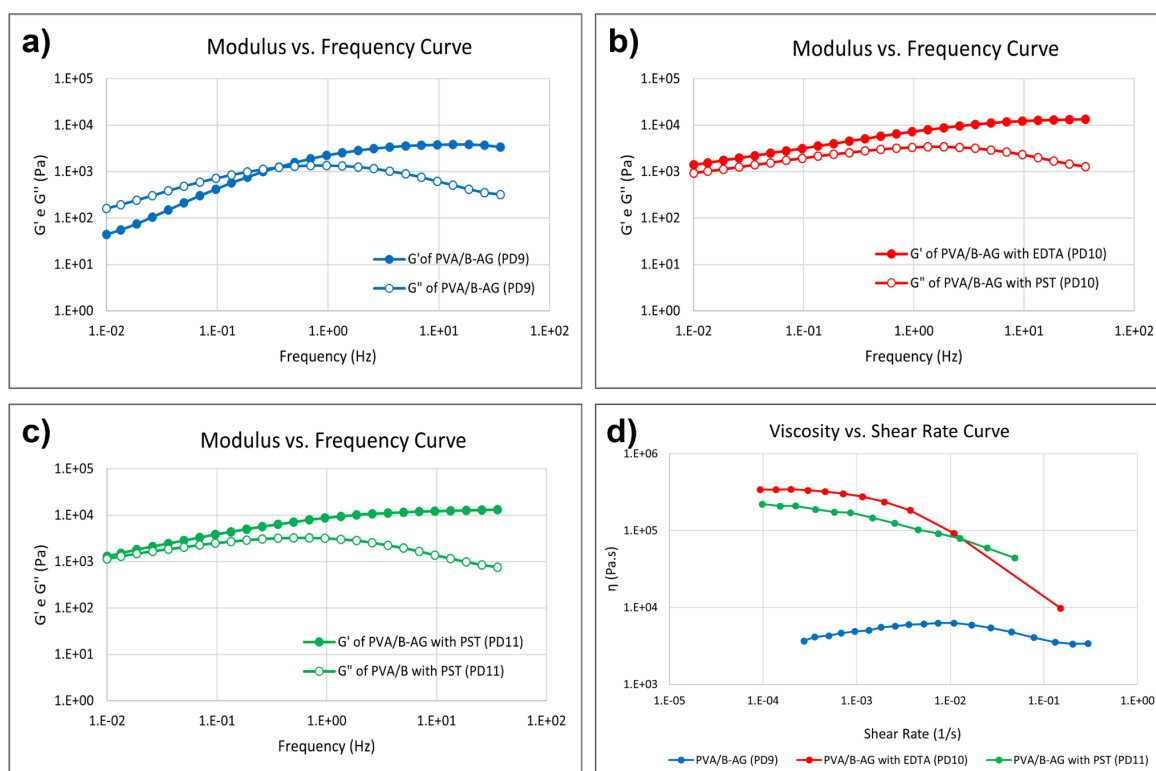 a)
Modulus vs. Frequency Curve
1.E+05
1.E+04
1.E+03
1.E+02
1.E+01
1.E+00
G' e G'' (Pa)
G'of PVA/B-AG (PD9)
G" of PVA/B-AG (PD9)
1.E-02 1.E-01 1.E+00 1.E+01 1.E+02
Frequency (Hz)
b)
Modulus vs. Frequency Curve
1.E+05
1.E+04
1.E+03
1.E+02
1.E+01
1.E+00
G' e G'' (Pa)
G' of PVA/B-AG with EDTA (PD10)
G" of PVA/B-AG with PST (PD10)
1.E-02 1.E-01 1.E+00 1.E+01 1.E+02
Frequency (Hz)
c)
Modulus vs. Frequency Curve
1.E+05
1.E+04
1.E+03
1.E+02
1.E+01
1.E+00
G' e G'' (Pa)
G' of PVA/B-AG with PST (PD11)
G" of PVA/B with PST (PD11)
1.E-02 1.E-01 1.E+00 1.E+01 1.E+02
Frequency (Hz)
d)
Viscosity vs. Shear Rate Curve
1.E+06
1.E+05
1.E+04
1.E+03
η (Pa.s)
1.E-05 1.E-04 1.E-03 1.E-02 1.E-01 1.E+00
Shear Rate (1/s)
PVA/B-AG (PD9) PVA/B-AG with EDTA (PD10) PVA/B-AG with PST (PD11)